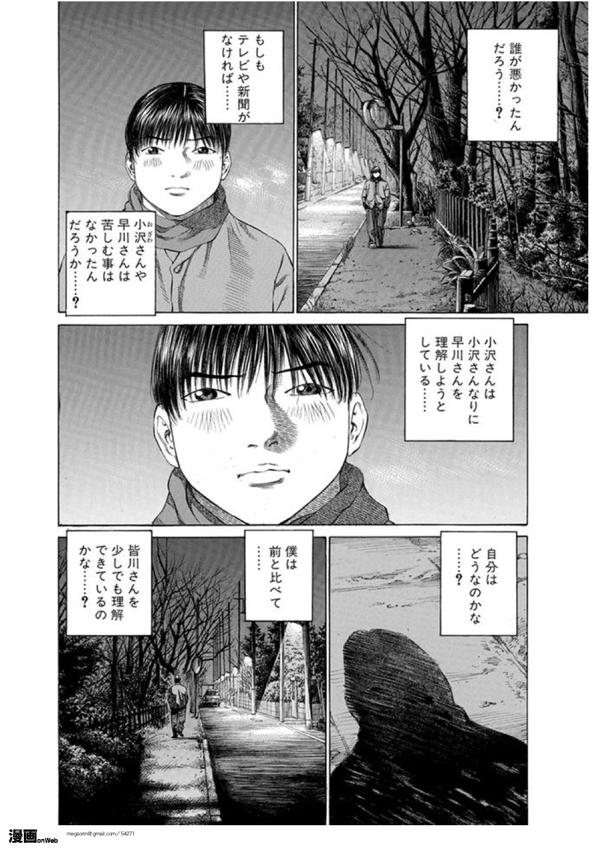 誰が悪かったん
だろう……?
もしも
テレビや新聞が
なければ……
小沢さんや
おざわ
早川さんは
苦しむ事は
なかったん
だろうか……?
小沢さんは
小沢さんなりに
早川さんを
理解しようと
している……
自分は
どうなのかな
……?
僕は
前と比べて
……
皆川さんを
少しでも理解
できているの
かな……?
漫画 on Web
megaorin@gmail.com/54271